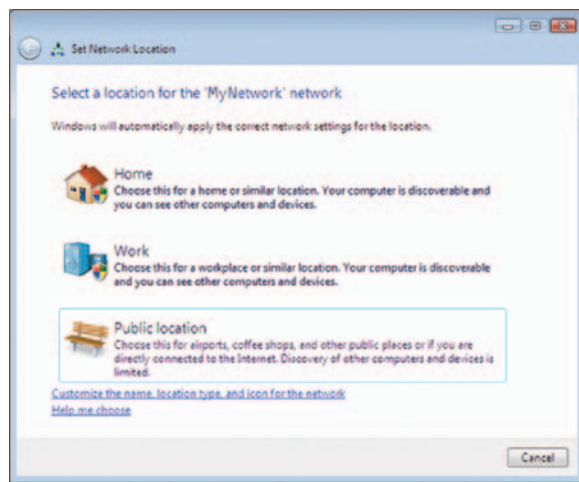 Set Network Location
Select a location for the 'MyNetwork' network
Windows will automatically apply the correct network settings for the location.
Home
Choose this for a home or similar location. Your computer is discoverable and
you can see other computers and devices.
Work
Choose this for a workplace or similar location. Your computer is discoverable
and you can see other computers and devices.
Public location
Choose this for airports, coffee shops, and other public places or if you are
directly connected to the Internet. Discovery of other computers and devices is
limited.
Customize the name, location type, and icon for the network
Help me choose
Cancel